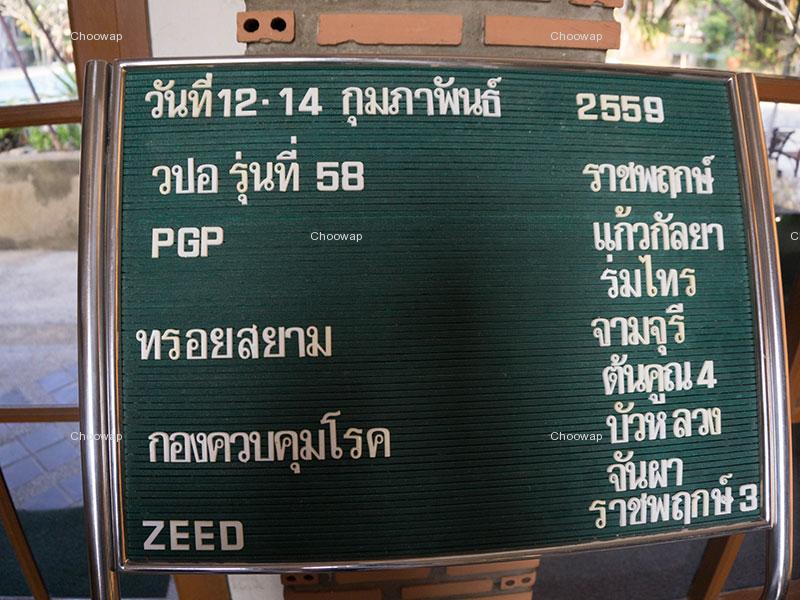 วันที่ 12-14 กุมภาพันธ์ 2559
วปอ รุ่นที่ 58 ราชพฤกษ์
PGP แก้วกัลยา
ร่มไทร
ทรอยสยาม จามจุรี
ต้นคูณ 4
กองควบคุมโรค บัวหลวง
จันผา
ZEED ราชพฤกษ์ 3
Choowap
Choowap
Choowap
Choowap
Choowap